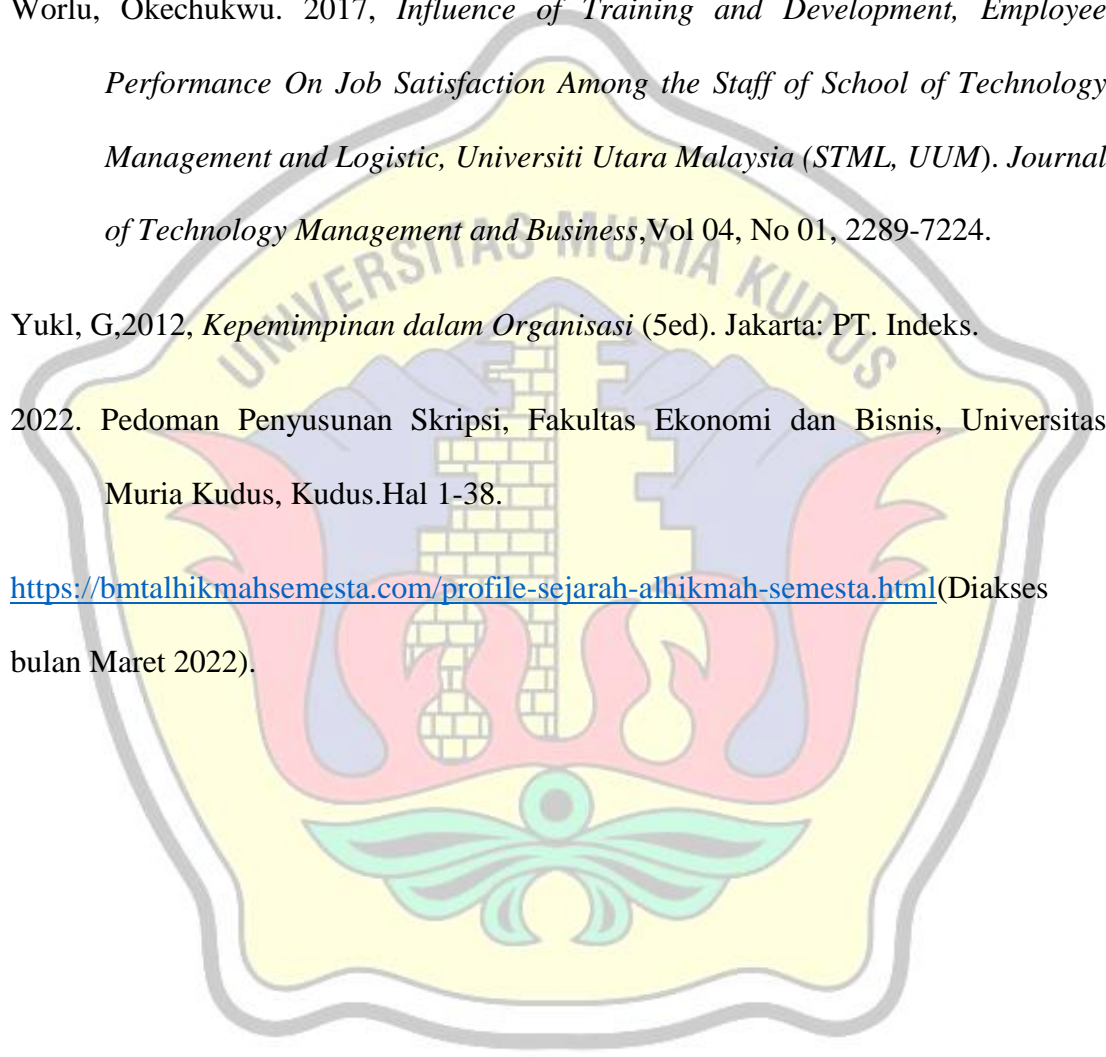 Worlu, Okechukwu. 2017, Influence of Training and Development, Employee
Performance On Job Satisfaction Among the Staff of School of Technology
Management and Logistic, Universiti Utara Malaysia (STML, UUM). Journal
of Technology Management and Business,Vol 04, No 01, 2289-7224.
UNIVERSITAS MURIA KUDUS
Yukl, G,2012, Kepemimpinan dalam Organisasi (5ed). Jakarta: PT. Indeks.
2022. Pedoman Penyusunan Skripsi, Fakultas Ekonomi dan Bisnis, Universitas
Muria Kudus, Kudus.Hal 1-38.
https://bmtalhikmahsemesta.com/profile-sejarah-alhikmah-semesta.html(Diakses
bulan Maret 2022).